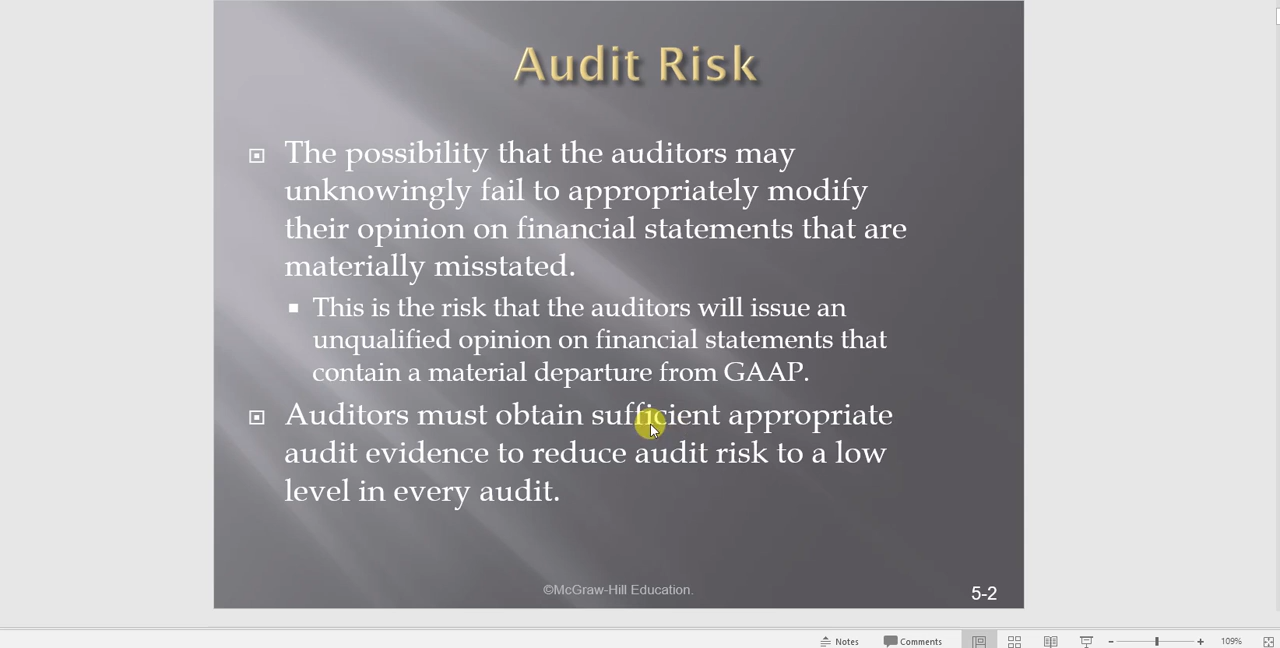 Audit Risk
The possibility that the auditors may
unknowingly fail to appropriately modify
their opinion on financial statements that are
materially misstated.
This is the risk that the auditors will issue an
unqualified opinion on financial statements that
contain a material departure from GAAP.
Auditors must obtain sufficient appropriate
audit evidence to reduce audit risk to a low
level in every audit.
©McGraw-Hill Education.
5-2
Notes
Comments
109%